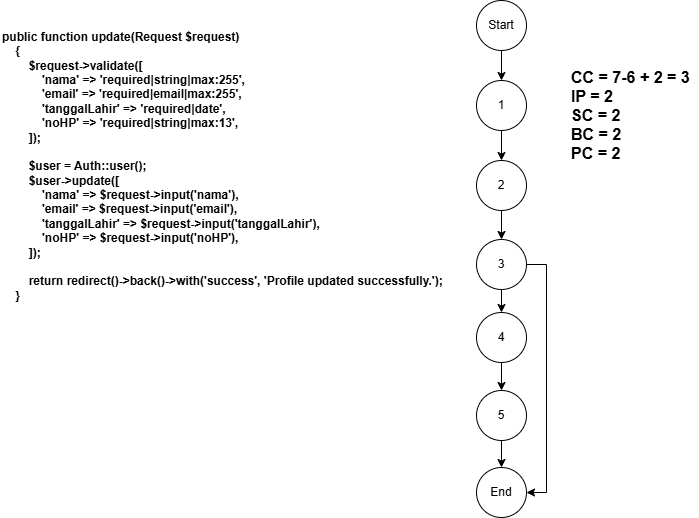 public function update(Request $request)
{
$request->validate([
'nama' => 'required|string|max:255',
'email' => 'required|email|max:255',
'tanggalLahir' => 'required|date',
'noHP' => 'required|string|max:13',
]);
$user = Auth::user();
$user->update([
'nama' => $request->input('nama'),
'email' => $request->input('email'),
'tanggalLahir' => $request->input('tanggalLahir'),
'noHP' => $request->input('noHP'),
]);
return redirect()->back()->with('success', 'Profile updated successfully.');
}
Start
1
2
3
4
5
End
CC = 7-6 + 2 = 3
IP = 2
SC = 2
BC = 2
PC = 2